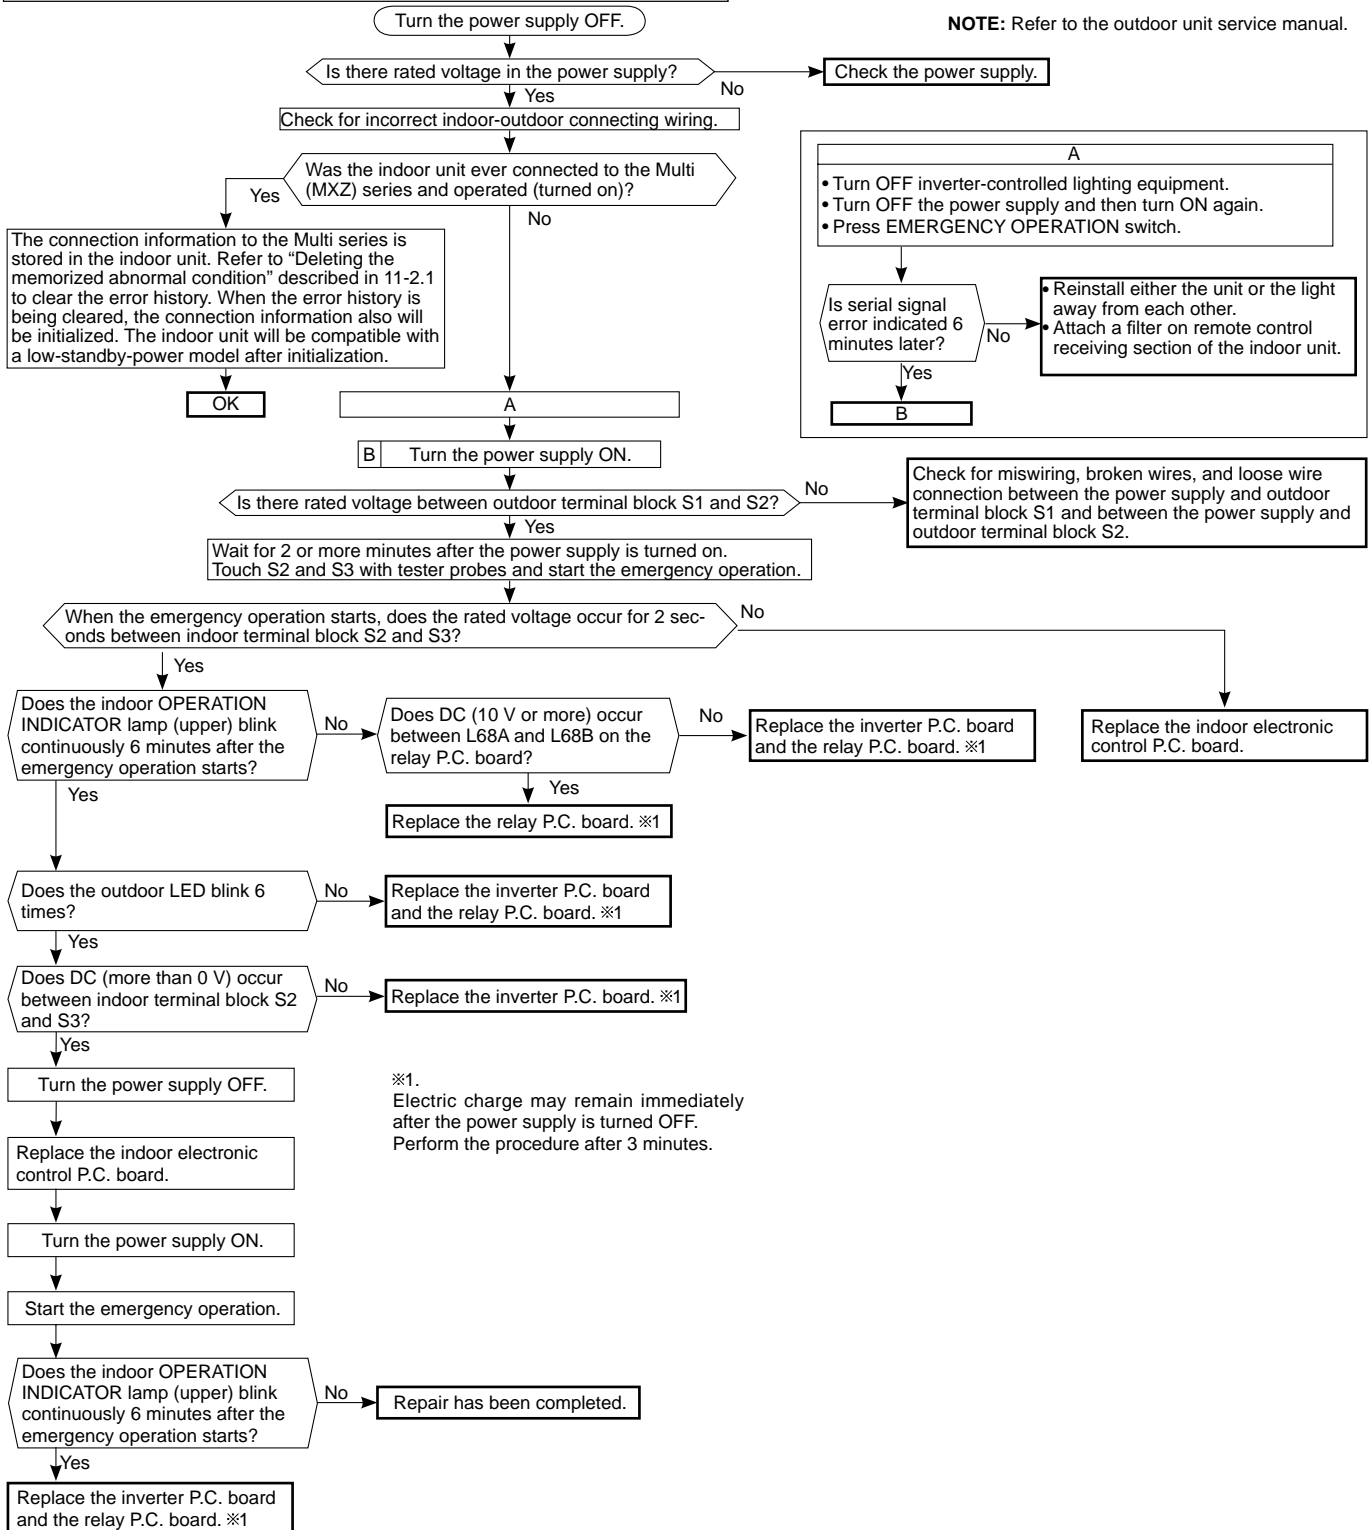 Turn the power supply OFF.
NOTE: Refer to the outdoor unit service manual.
Is there rated voltage in the power supply?
No
Check the power supply.
Yes
Check for incorrect indoor-outdoor connecting wiring.
Was the indoor unit ever connected to the Multi
(MXZ) series and operated (turned on)?
Yes
No
The connection information to the Multi series is
stored in the indoor unit. Refer to “Deleting the
memorized abnormal condition” described in 11-2.1
to clear the error history. When the error history is
being cleared, the connection information also will
be initialized. The indoor unit will be compatible with
a low-standby-power model after initialization.
OK
A
A
• Turn OFF inverter-controlled lighting equipment.
• Turn OFF the power supply and then turn ON again.
• Press EMERGENCY OPERATION switch.
Is serial signal
error indicated 6
minutes later?
No
• Reinstall either the unit or the light
away from each other.
• Attach a filter on remote control
receiving section of the indoor unit.
Yes
B
B Turn the power supply ON.
Is there rated voltage between outdoor terminal block S1 and S2?
No
Check for miswiring, broken wires, and loose wire
connection between the power supply and outdoor
terminal block S1 and between the power supply and
outdoor terminal block S2.
Yes
Wait for 2 or more minutes after the power supply is turned on.
Touch S2 and S3 with tester probes and start the emergency operation.
When the emergency operation starts, does the rated voltage occur for 2 sec-
onds between indoor terminal block S2 and S3?
No
Yes
Does the indoor OPERATION
INDICATOR lamp (upper) blink
continuously 6 minutes after the
emergency operation starts?
No
Does DC (10 V or more) occur
between L68A and L68B on the
relay P.C. board?
No
Replace the inverter P.C. board
and the relay P.C. board. ※1
Replace the indoor electronic
control P.C. board.
Yes
Yes
Replace the relay P.C. board. ※1
Does the outdoor LED blink 6
times?
No
Replace the inverter P.C. board
and the relay P.C. board. ※1
Yes
Does DC (more than 0 V) occur
between indoor terminal block S2
and S3?
No
Replace the inverter P.C. board. ※1
Yes
Turn the power supply OFF.
※1.
Electric charge may remain immediately
after the power supply is turned OFF.
Perform the procedure after 3 minutes.
Replace the indoor electronic
control P.C. board.
Turn the power supply ON.
Start the emergency operation.
Does the indoor OPERATION
INDICATOR lamp (upper) blink
continuously 6 minutes after the
emergency operation starts?
No
Repair has been completed.
Yes
Replace the inverter P.C. board
and the relay P.C. board. ※1